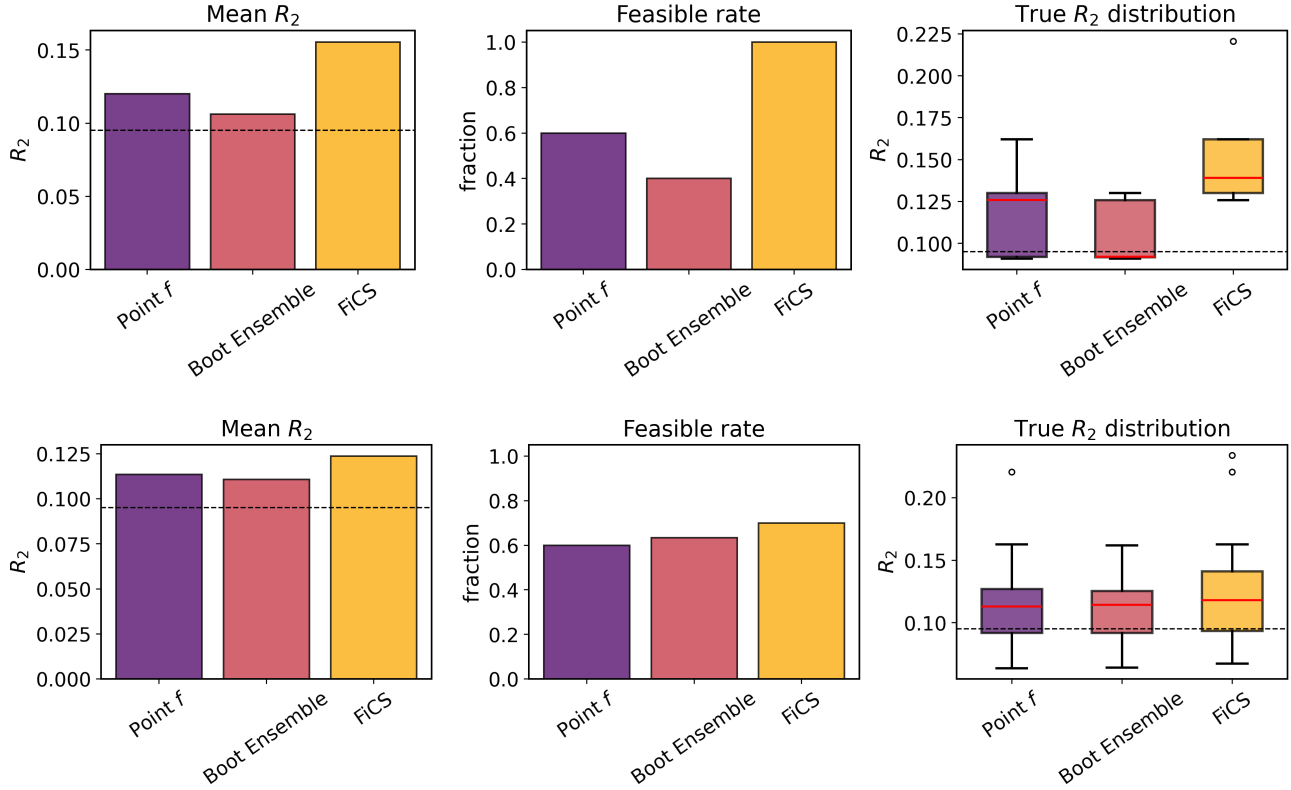 Mean R₂
R₂
0.15
0.10
0.05
0.00
Point f
Boot Ensemble
FiCS
Feasible rate
fraction
1.0
0.8
0.6
0.4
0.2
0.0
Point f
Boot Ensemble
FiCS
True R₂ distribution
R₂
0.225
0.200
0.175
0.150
0.125
0.100
Point f
Boot Ensemble
FiCS
Mean R₂
R₂
0.125
0.100
0.075
0.050
0.025
0.000
Point f
Boot Ensemble
FiCS
Feasible rate
fraction
1.0
0.8
0.6
0.4
0.2
0.0
Point f
Boot Ensemble
FiCS
True R₂ distribution
R₂
0.20
0.15
0.10
Point f
Boot Ensemble
FiCS